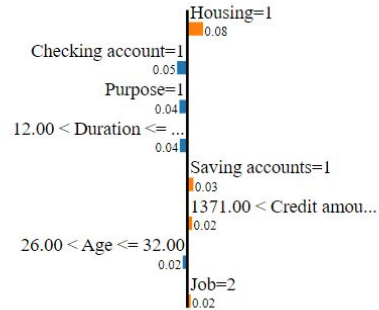 Housing=1
0.08
Checking account=1
0.05
Purpose=1
0.04
12.00 < Duration <= ...
0.04
Saving accounts=1
0.03
1371.00 < Credit amou...
0.02
26.00 < Age <= 32.00
0.02
Job=2
0.02